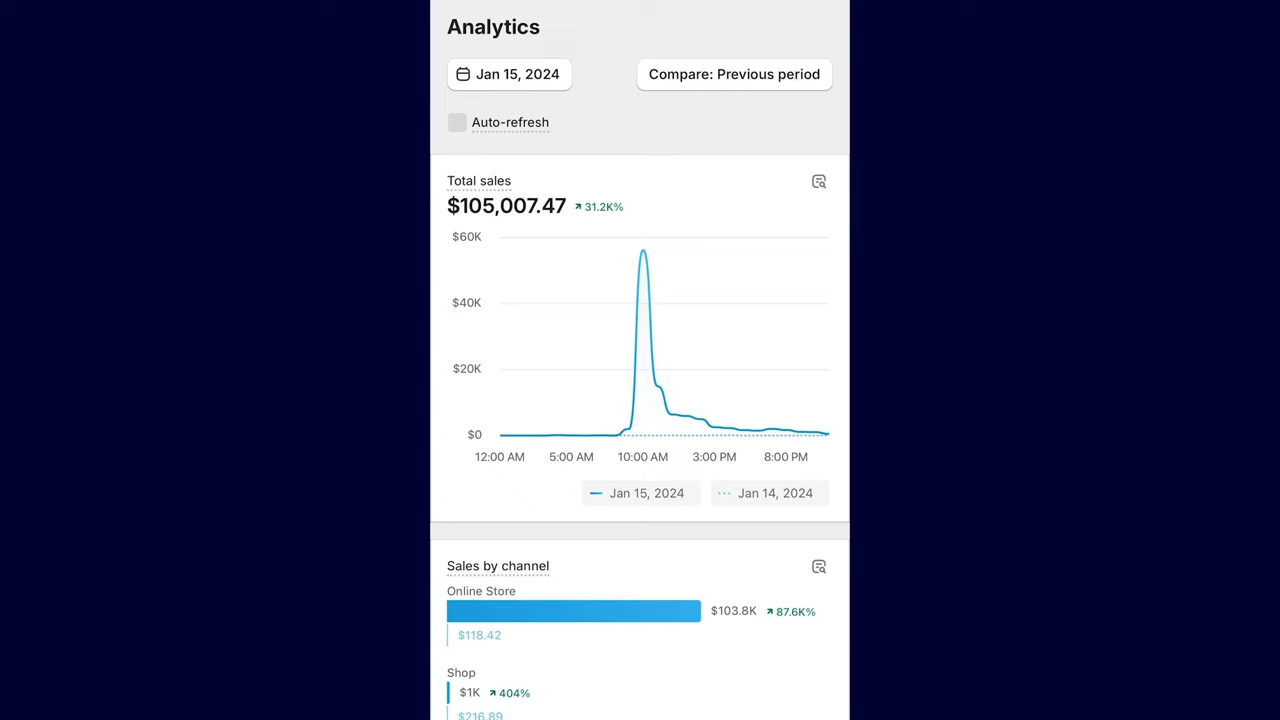 Analytics
Jan 15, 2024
Compare: Previous period
Auto-refresh
Total sales
$105,007.47 31.2K%
$60K
$40K
$20K
$0
12:00 AM 5:00 AM 10:00 AM 3:00 PM 8:00 PM
Jan 15, 2024 Jan 14, 2024
Sales by channel
Online Store
$103.8K 87.6K%
$118.42
Shop
$1K 404%
$216.89